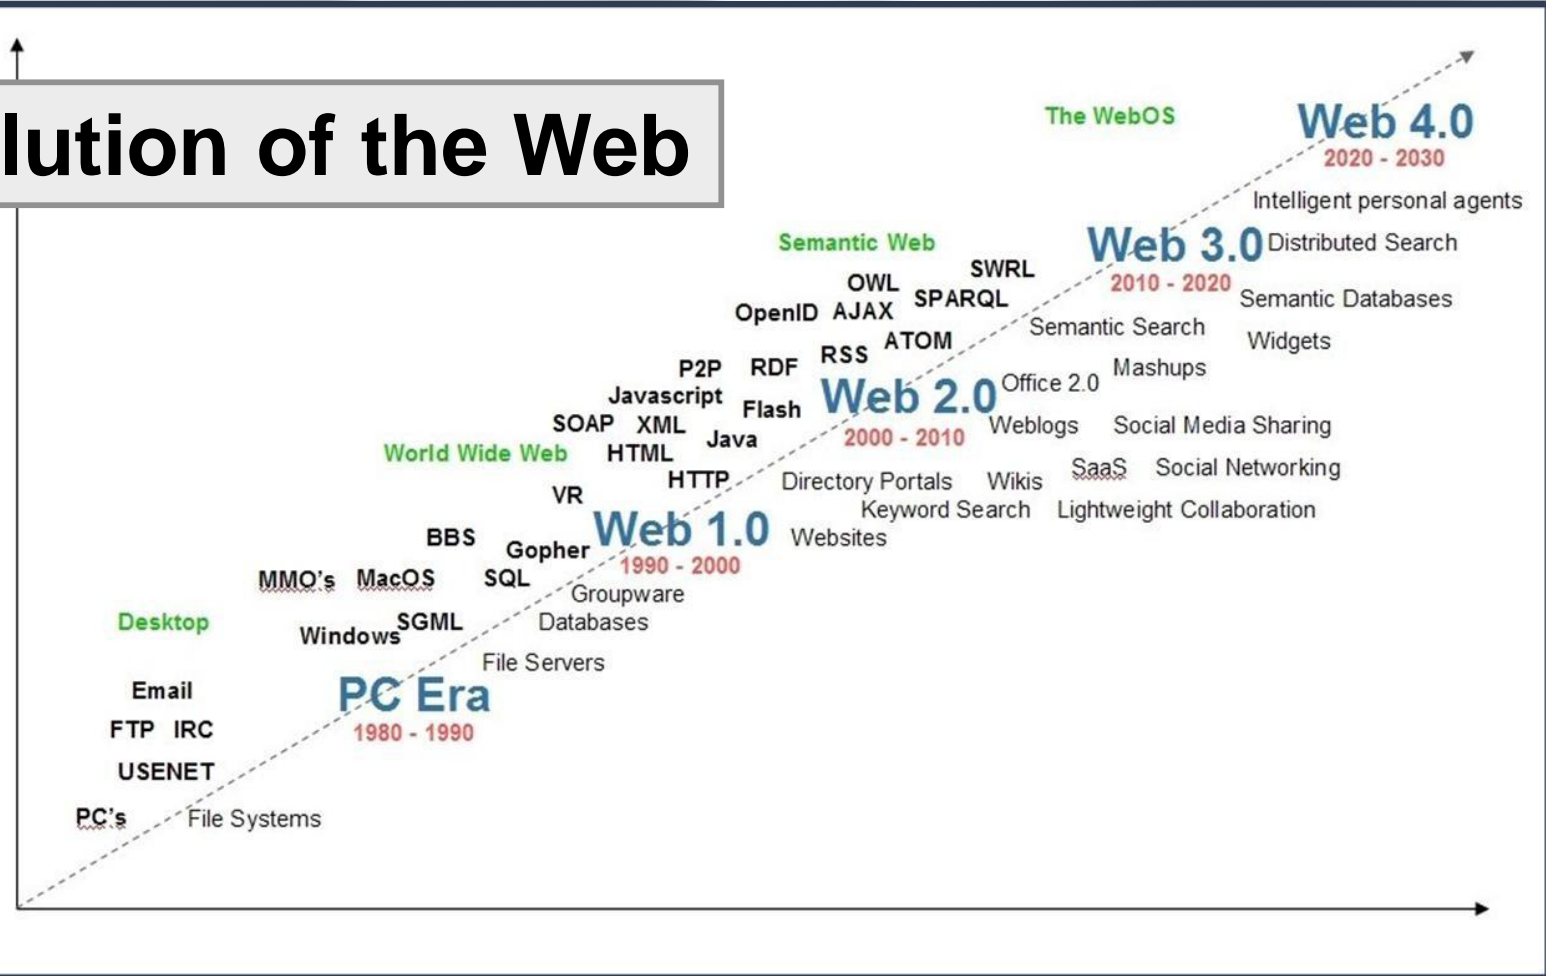 lution of the Web
The WebOS
Web 4.0
2020 - 2030
Intelligent personal agents
Semantic Web
Web 3.0
Distributed Search
2010 - 2020
SWRL
OWL
SPARQL
Semantic Databases
OpenID AJAX
Semantic Search
Widgets
ATOM
RSS
P2P RDF
Mashups
Office 2.0
Javascript
Web 2.0
2000 - 2010
Flash
SOAP XML
Weblogs
Social Media Sharing
Java
World Wide Web
HTML
HTTP
SaaS
Social Networking
Directory Portals
Wikis
VR
Keyword Search
Lightweight Collaboration
Web 1.0
1990 - 2000
Websites
BBS
Gopher
MMO's MacOS
SQL
Groupware
Desktop
SGML
Databases
Windows
File Servers
PC Era
1980 - 1990
Email
FTP IRC
USENET
PC's
File Systems